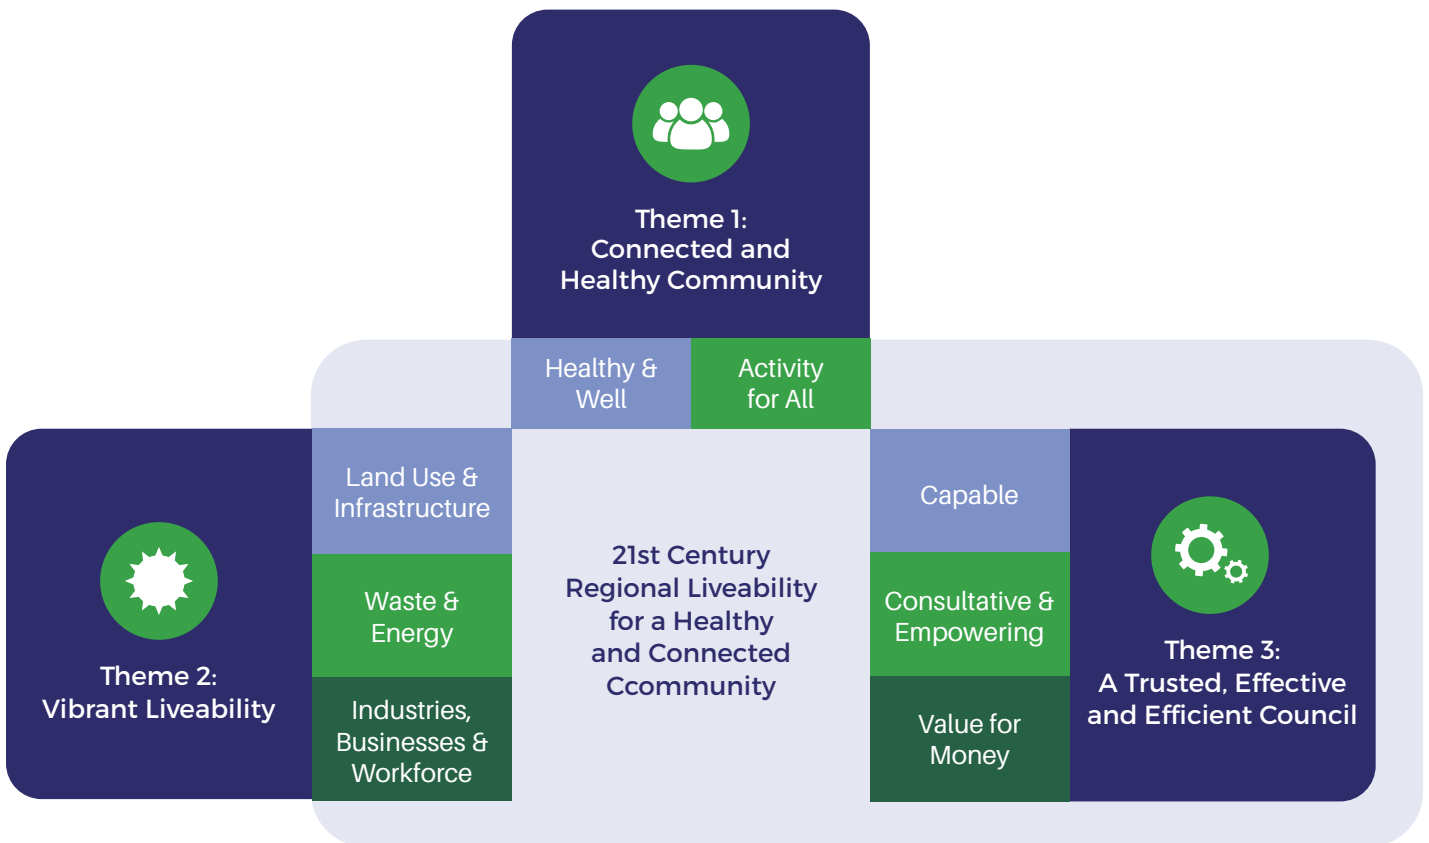 Theme 1:
Connected and
Healthy Community
Healthy &
Well
Activity
for All
Theme 2:
Vibrant Liveability
Land Use &
Infrastructure
Waste &
Energy
Industries,
Businesses &
Workforce
21st Century
Regional Liveability
for a Healthy
and Connected
Ccommunity
Capable
Consultative &
Empowering
Value for
Money
Theme 3:
A Trusted, Effective
and Efficient Council